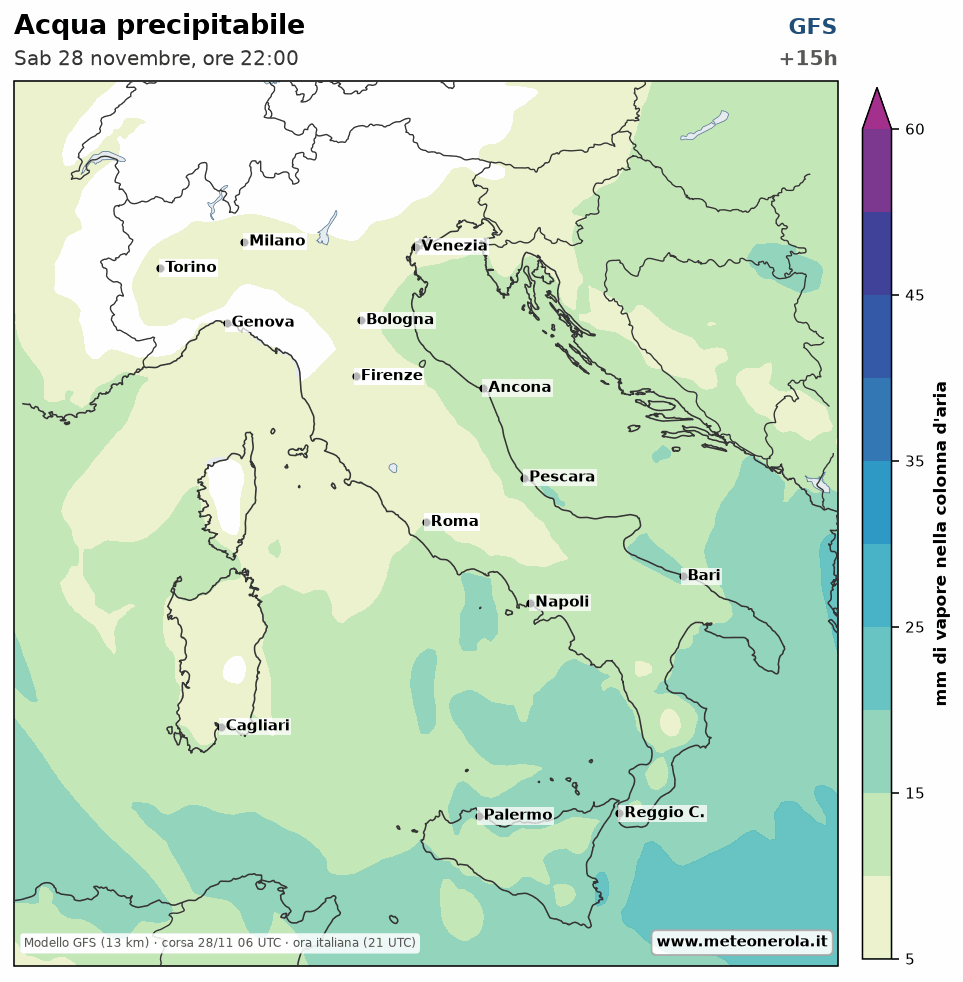 Acqua precipitabile
GFS
Sab 28 novembre, ore 22:00
+15h
60
45
35
25
15
5
mm di vapore nella colonna d'aria
Milano
Venezia
Torino
Genova
Bologna
Firenze
Ancona
Pescara
Roma
Bari
Napoli
Cagliari
Palermo
Reggio C.
Modello GFS (13 km) · corsa 28/11 06 UTC · ora italiana (21 UTC)
www.meteonerola.it